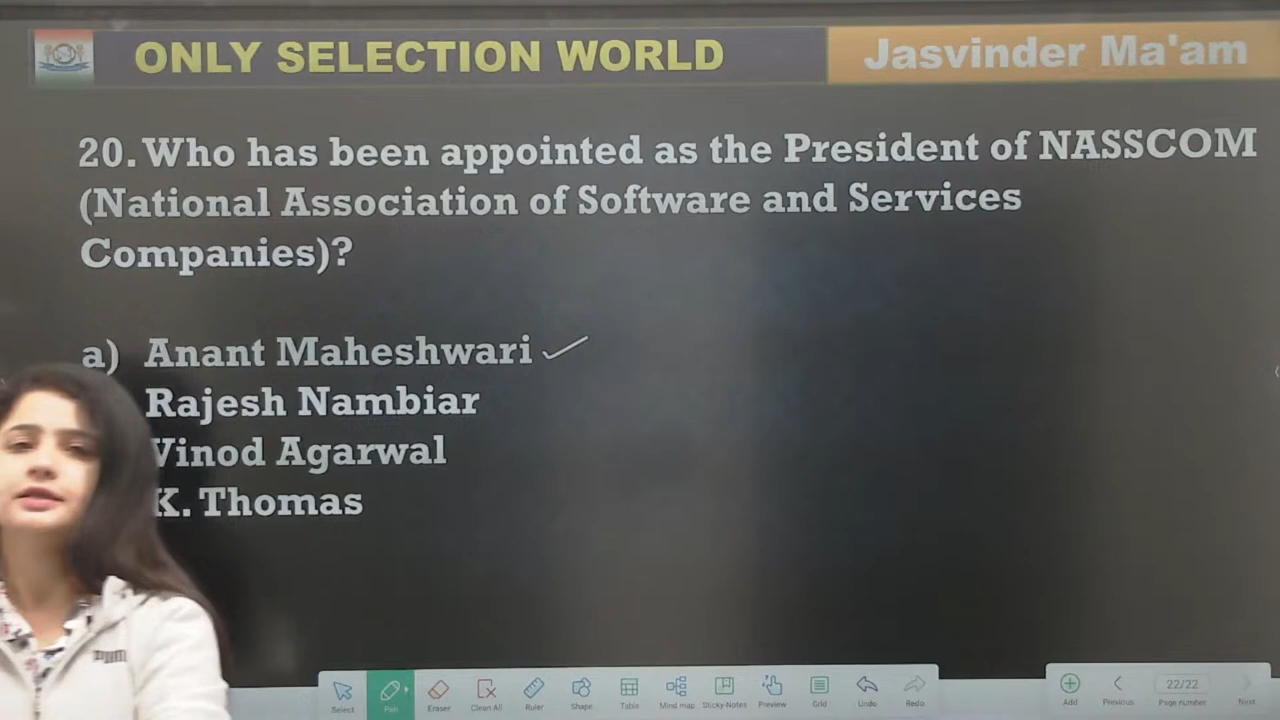 ONLY SELECTION WORLD
Jasvinder Ma'am
20. Who has been appointed as the President of NASSCOM
(National Association of Software and Services
Companies)?
a) Anant Maheshwari
Rajesh Nambiar
Vinod Agarwal
K. Thomas
Select
Pen
Eraser
Clean All
Ruler
Shape
Table
Mind map
Sticky-Notes
Preview
Grid
Undo
Redo
Add
Previous
22/22
Page number
Next